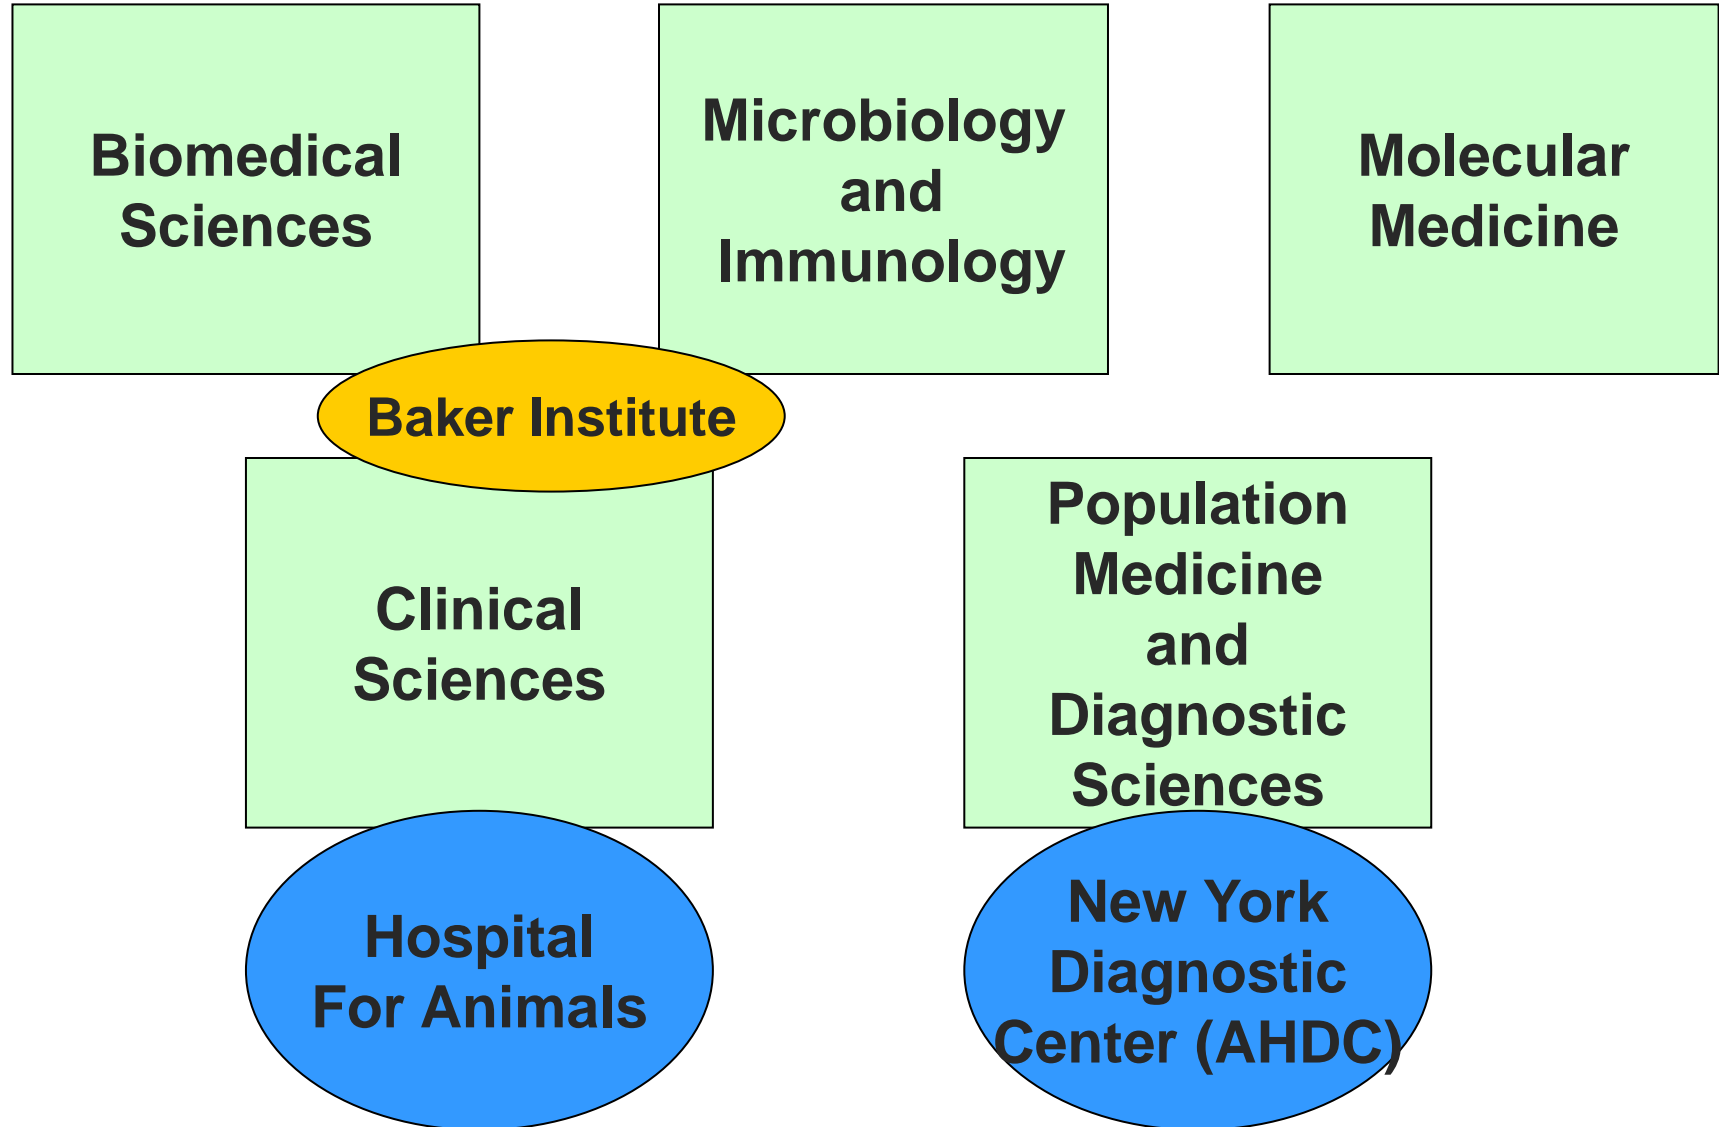 Biomedical
Sciences
Microbiology
and
Immunology
Molecular
Medicine
Baker Institute
Clinical
Sciences
Population
Medicine
and
Diagnostic
Sciences
Hospital
For Animals
New York
Diagnostic
Center (AHDC)